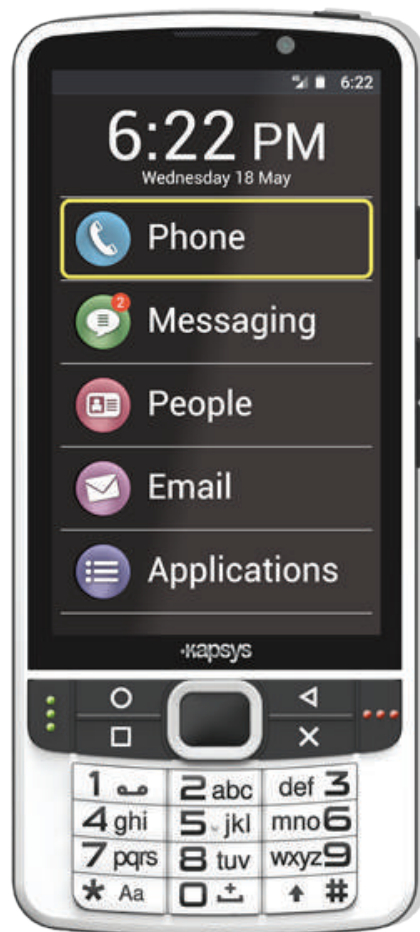 6:22
6:22 PM
Wednesday 18 May
Phone
2
Messaging
People
Email
Applications
kapsys
1 2 abc def 3
4 ghi 5 jkl mno 6
7 pqrs 8 tuv wxyz 9
* Aa 0 #